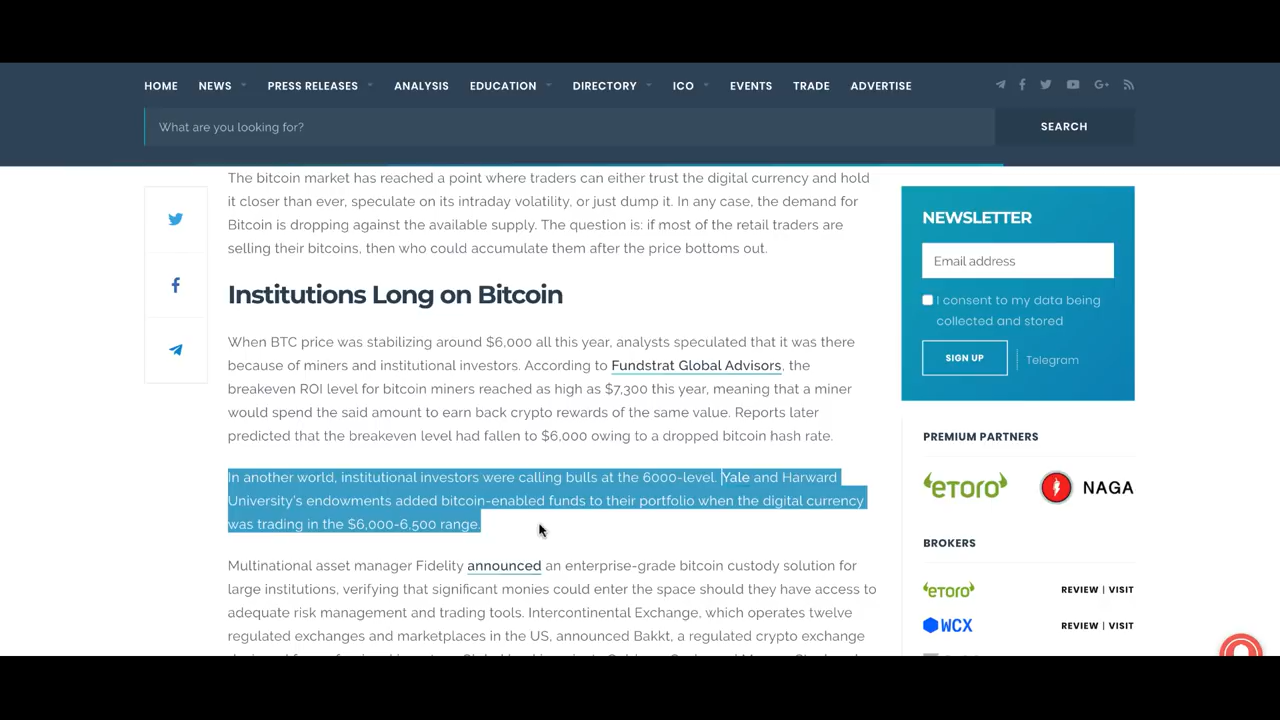 HOME NEWS PRESS RELEASES ANALYSIS EDUCATION DIRECTORY ICO EVENTS TRADE ADVERTISE
What are you looking for?
SEARCH
The bitcoin market has reached a point where traders can either trust the digital currency and hold
it closer than ever, speculate on its intraday volatility, or just dump it. In any case, the demand for
Bitcoin is dropping against the available supply. The question is: if most of the retail traders are
selling their bitcoins, then who could accumulate them after the price bottoms out.
Institutions Long on Bitcoin
When BTC price was stabilizing around $6,000 all this year, analysts speculated that it was there
because of miners and institutional investors. According to Fundstrat Global Advisors, the
breakeven ROI level for bitcoin miners reached as high as $7,300 this year, meaning that a miner
would spend the said amount to earn back crypto rewards of the same value. Reports later
predicted that the breakeven level had fallen to $6,000 owing to a dropped bitcoin hash rate.
In another world, institutional investors were calling bulls at the 6000-level. Yale and Harward
University's endowments added bitcoin-enabled funds to their portfolio when the digital currency
was trading in the $6,000-6,500 range.
Multinational asset manager Fidelity announced an enterprise-grade bitcoin custody solution for
large institutions, verifying that significant monies could enter the space should they have access to
adequate risk management and trading tools. Intercontinental Exchange, which operates twelve
regulated exchanges and marketplaces in the US, announced Bakkt, a regulated crypto exchange
NEWSLETTER
Email address
I consent to my data being
collected and stored
SIGN UP
Telegram
PREMIUM PARTNERS
eToro
NAGA
BROKERS
eToro
REVIEW | VISIT
WCX
REVIEW | VISIT